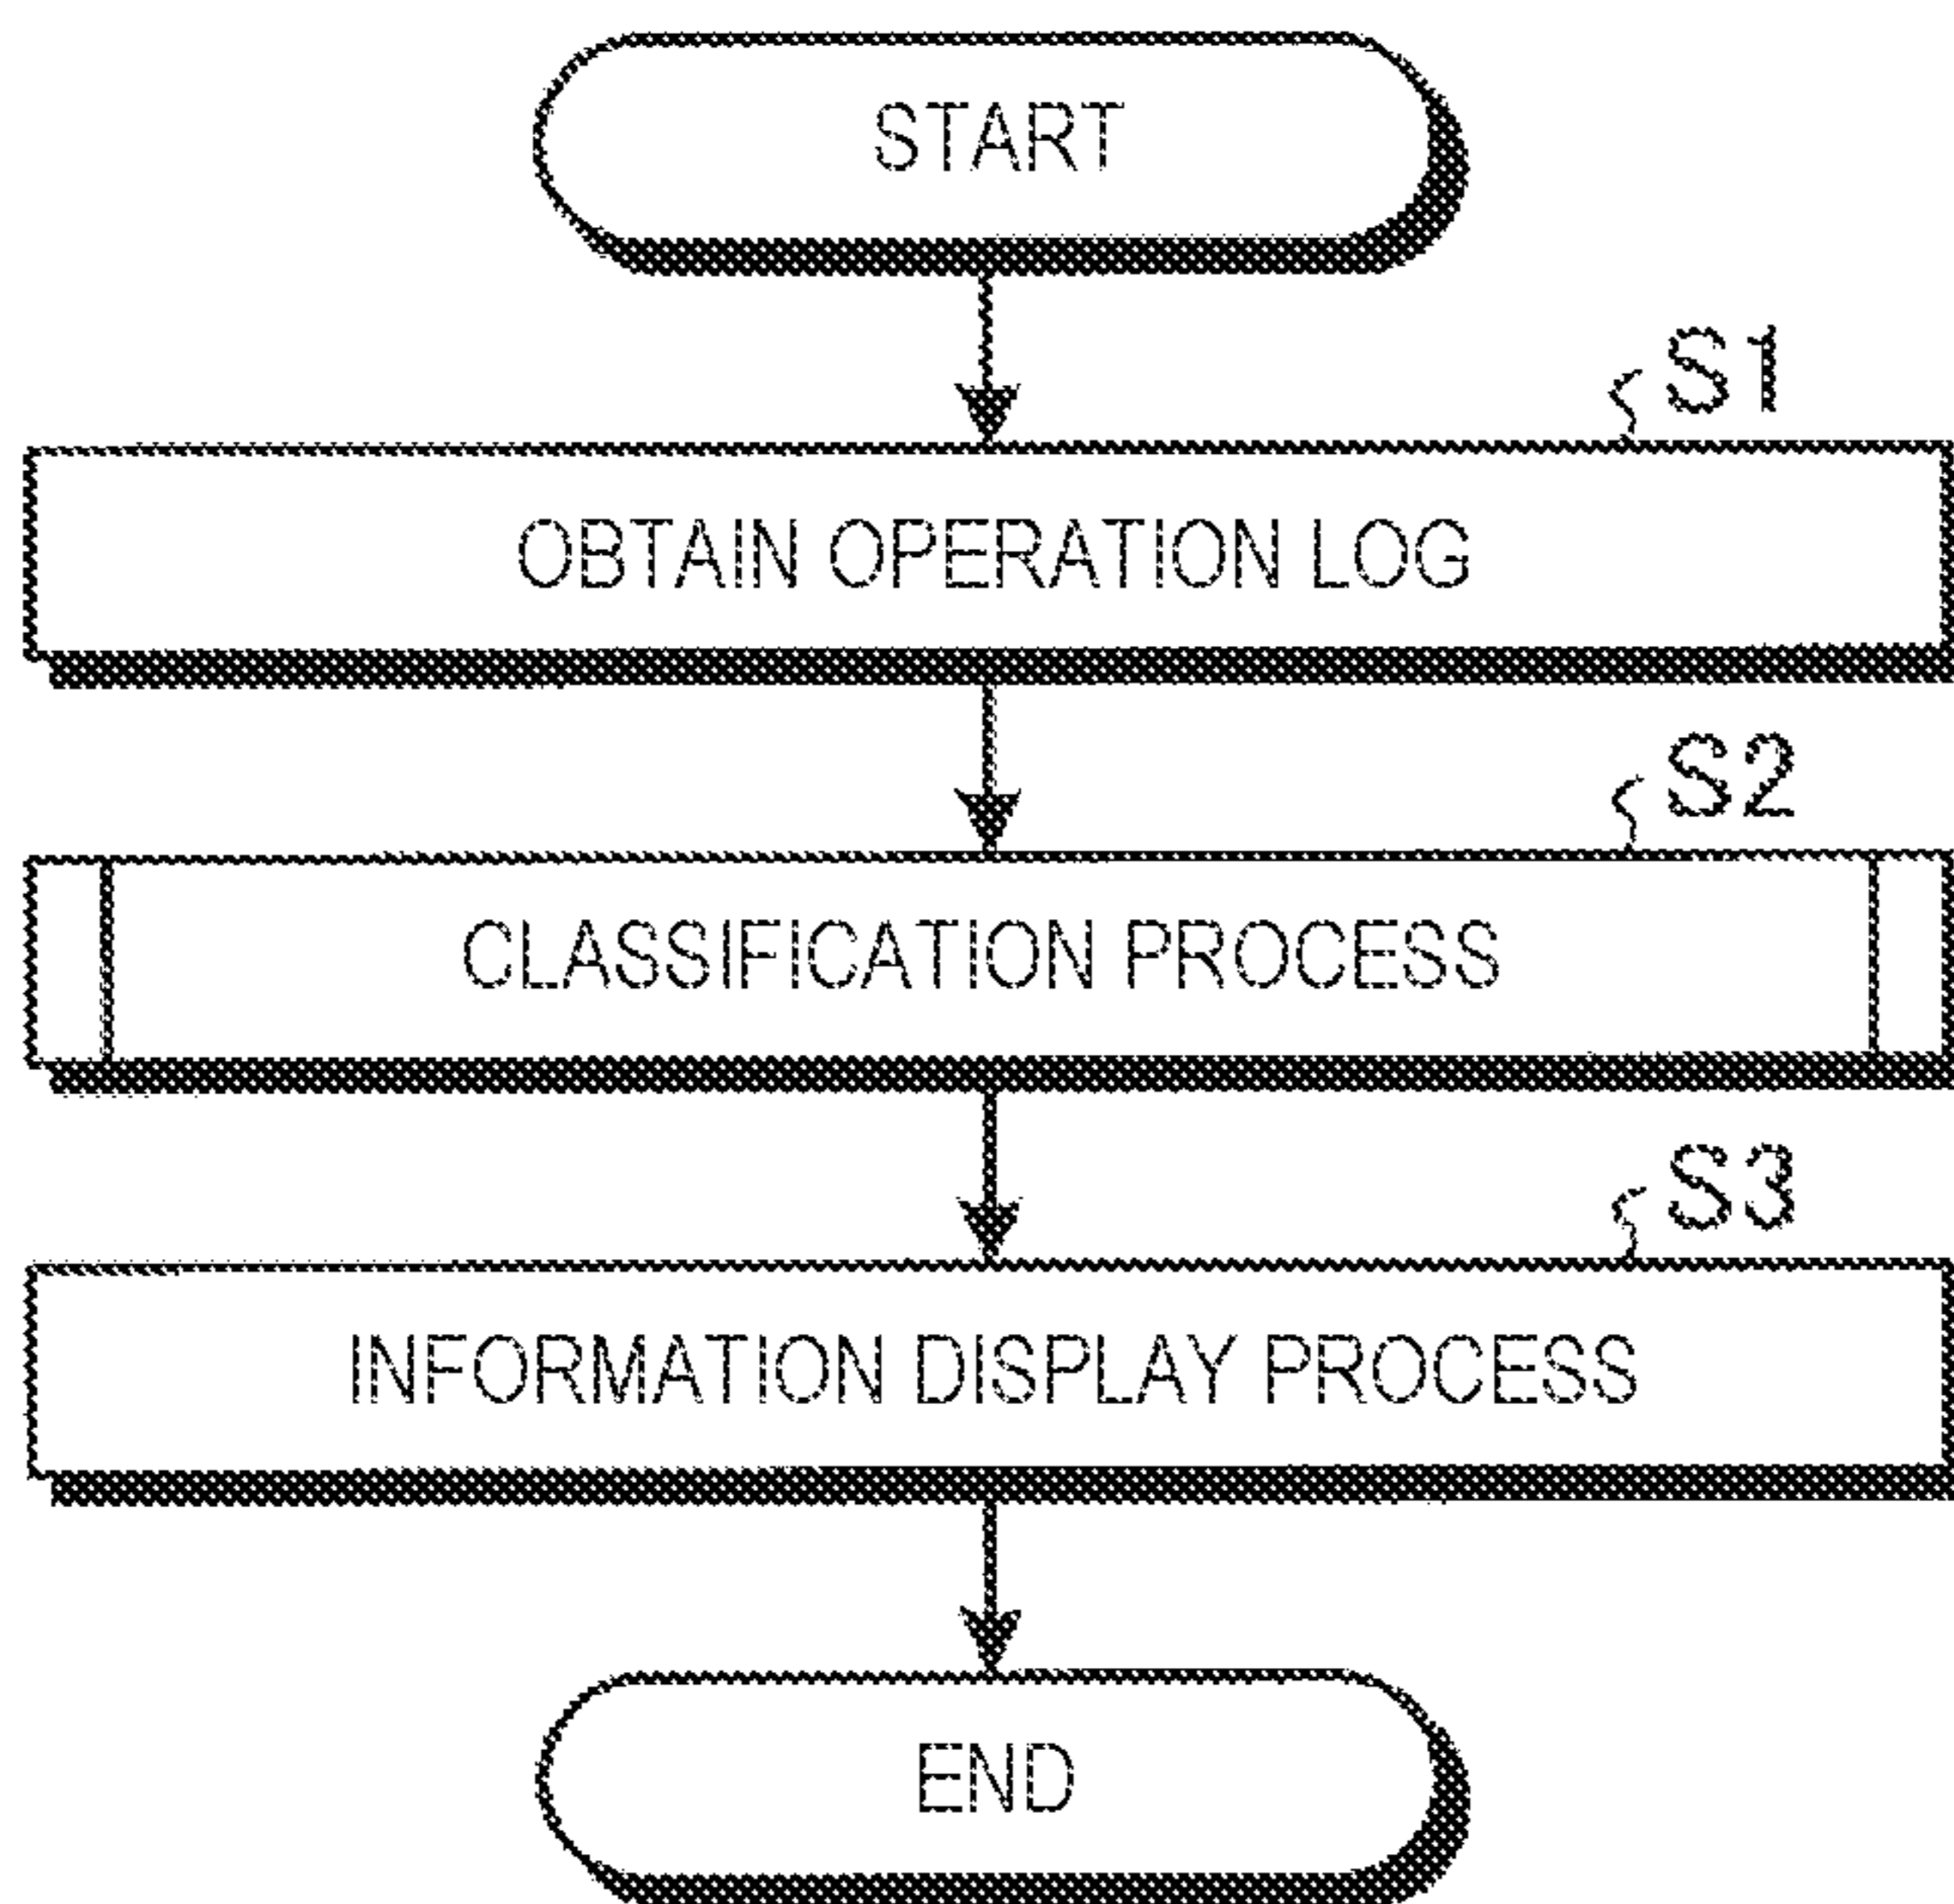 START
S1
OBTAIN OPERATION LOG
S2
CLASSIFICATION PROCESS
S3
INFORMATION DISPLAY PROCESS
END